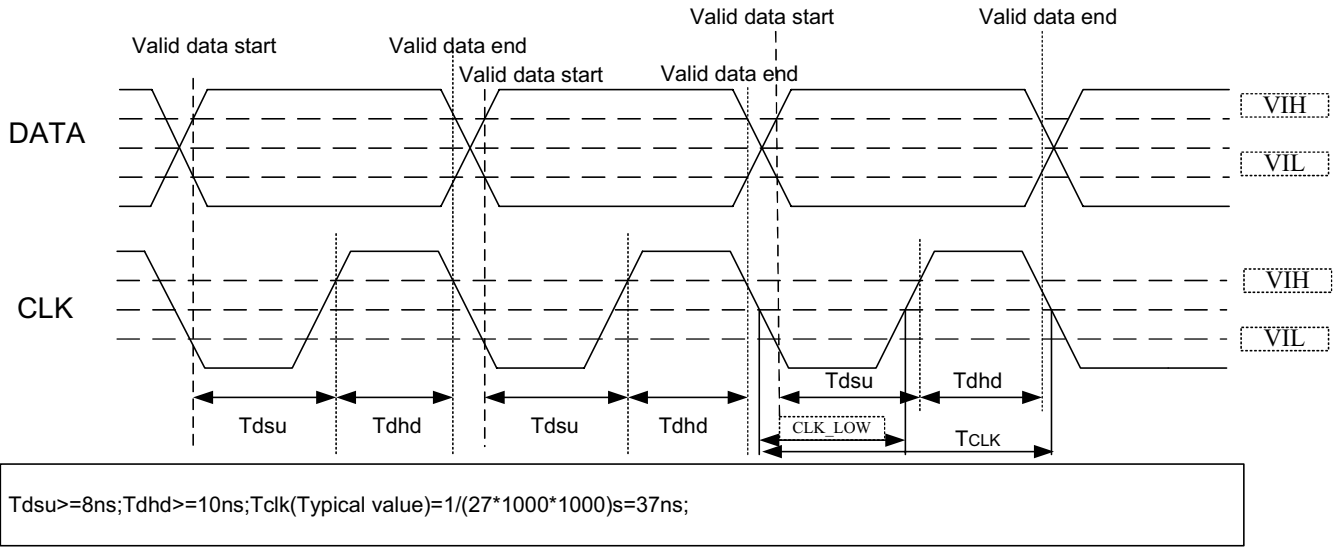 Valid data start
Valid data end
Valid data start
Valid data end
Valid data start
Valid data end
DATA
VIH
VIL
CLK
VIH
VIL
Tdsu
Tdhd
Tdsu
Tdhd
Tdsu
Tdhd
CLK_LOW
TCLK
Tdsu>=8ns;Tdhd>=10ns;Tclk(Typical value)=1/(27*1000*1000)s=37ns;